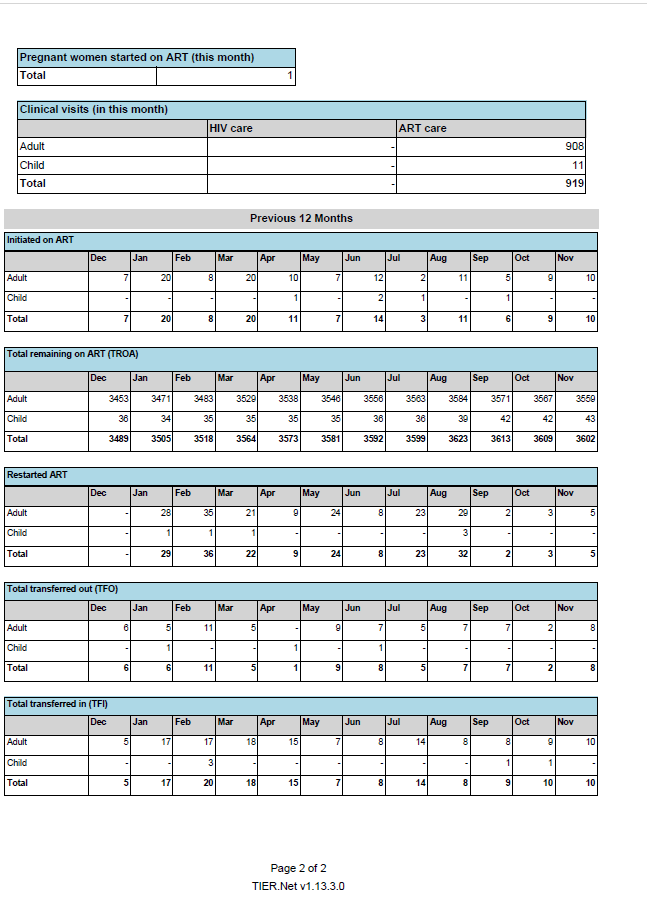 Pregnant women started on ART (this month)
Total 1
Clinical visits (in this month)
HIV care ART care
Adult - 908
Child - 11
Total - 919
Previous 12 Months
Initiated on ART
Dec Jan Feb Mar Apr May Jun Jul Aug Sep Oct Nov
Adult 7 20 8 20 10 7 12 2 11 5 9 10
Child - - - - 1 - 2 1 - 1 - -
Total 7 20 8 20 11 7 14 3 11 6 9 10
Total remaining on ART (TROA)
Dec Jan Feb Mar Apr May Jun Jul Aug Sep Oct Nov
Adult 3453 3471 3483 3529 3538 3546 3556 3563 3584 3571 3567 3559
Child 36 34 35 35 35 35 36 36 39 42 42 43
Total 3489 3505 3518 3564 3573 3581 3592 3599 3623 3613 3609 3602
Restarted ART
Dec Jan Feb Mar Apr May Jun Jul Aug Sep Oct Nov
Adult - 28 35 21 9 24 8 23 29 2 3 5
Child - 1 1 1 - - - - 3 - - -
Total - 29 36 22 9 24 8 23 32 2 3 5
Total transferred out (TFO)
Dec Jan Feb Mar Apr May Jun Jul Aug Sep Oct Nov
Adult 6 5 11 5 - 9 7 5 7 7 2 8
Child - 1 - - 1 - 1 - - - - -
Total 6 6 11 5 1 9 8 5 7 7 2 8
Total transferred in (TFI)
Dec Jan Feb Mar Apr May Jun Jul Aug Sep Oct Nov
Adult 5 17 17 18 15 7 8 14 8 8 9 10
Child - - 3 - - - - - - 1 1 -
Total 5 17 20 18 15 7 8 14 8 9 10 10
Page 2 of 2
TIER.Net v1.13.3.0